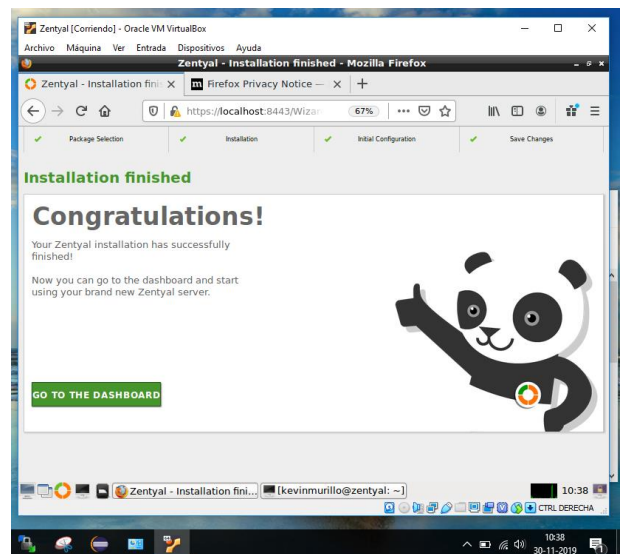 Zentyal [Corriendo] - Oracle VM VirtualBox
Archivo Máquina Ver Entrada Dispositivos Ayuda
Zentyal - Installation finished - Mozilla Firefox
Zentyal - Installation finis
m Firefox Privacy Notice —
https://localhost:8443/Wizar
67%
Package Selection
Installation
Initial Configuration
Save Changes
Installation finished
Congratulations!
Your Zentyal installation has successfully
finished!
Now you can go to the dashboard and start
using your brand new Zentyal server.
GO TO THE DASHBOARD
Zentyal - Installation fini...
[kevinmurillo@zentyal: ~]
10:38
CTRL DERECHA
10:38
30-11-2019